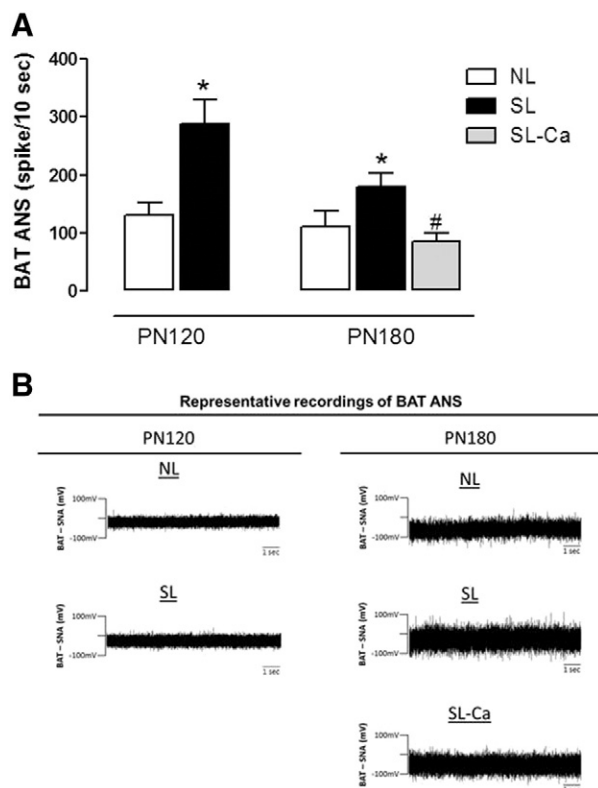 A
BAT ANS (spike/10 sec)
400
300
200
100
0
*
*
#
NL
SL
SL-Ca
PN120
PN180
B
Representative recordings of BAT ANS
PN120
PN180
NL
BAT – SNA (mV)
100mV
-100mV
1 sec
NL
BAT – SNA (mV)
100mV
-100mV
1 sec
SL
BAT – SNA (mV)
100mV
-100mV
1 sec
SL
BAT – SNA (mV)
100mV
-100mV
1 sec
SL-Ca
BAT – SNA (mV)
100mV
-100mV
1 sec